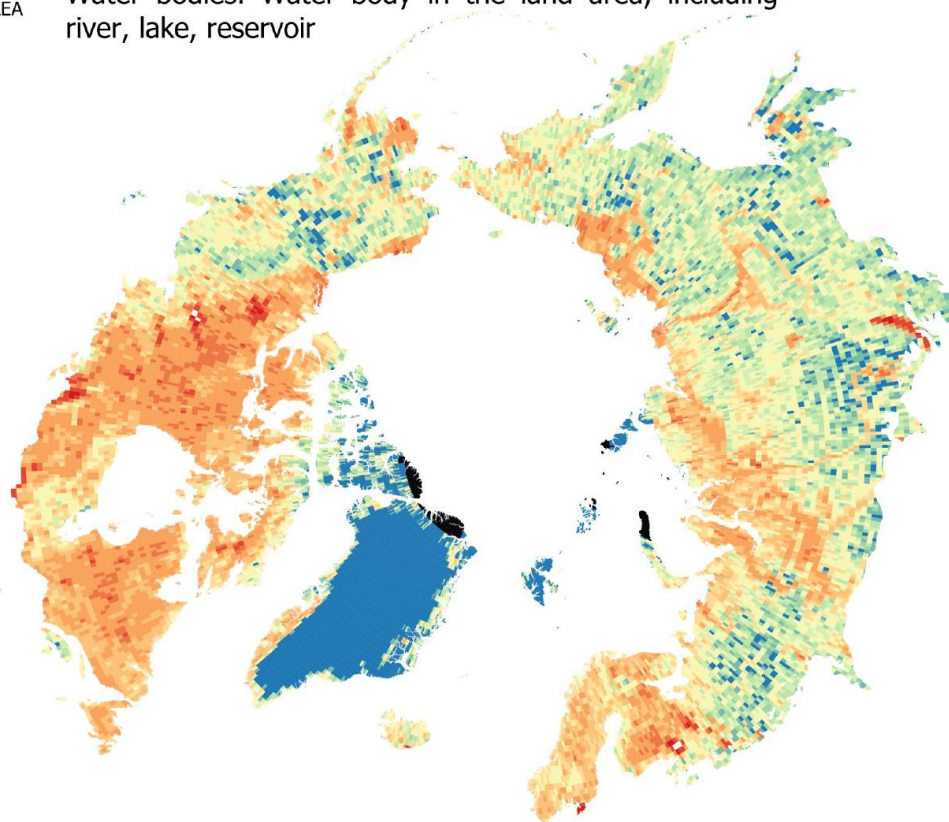 Water bodies: Water body in the land area, including
EA
river, lake, reservoir